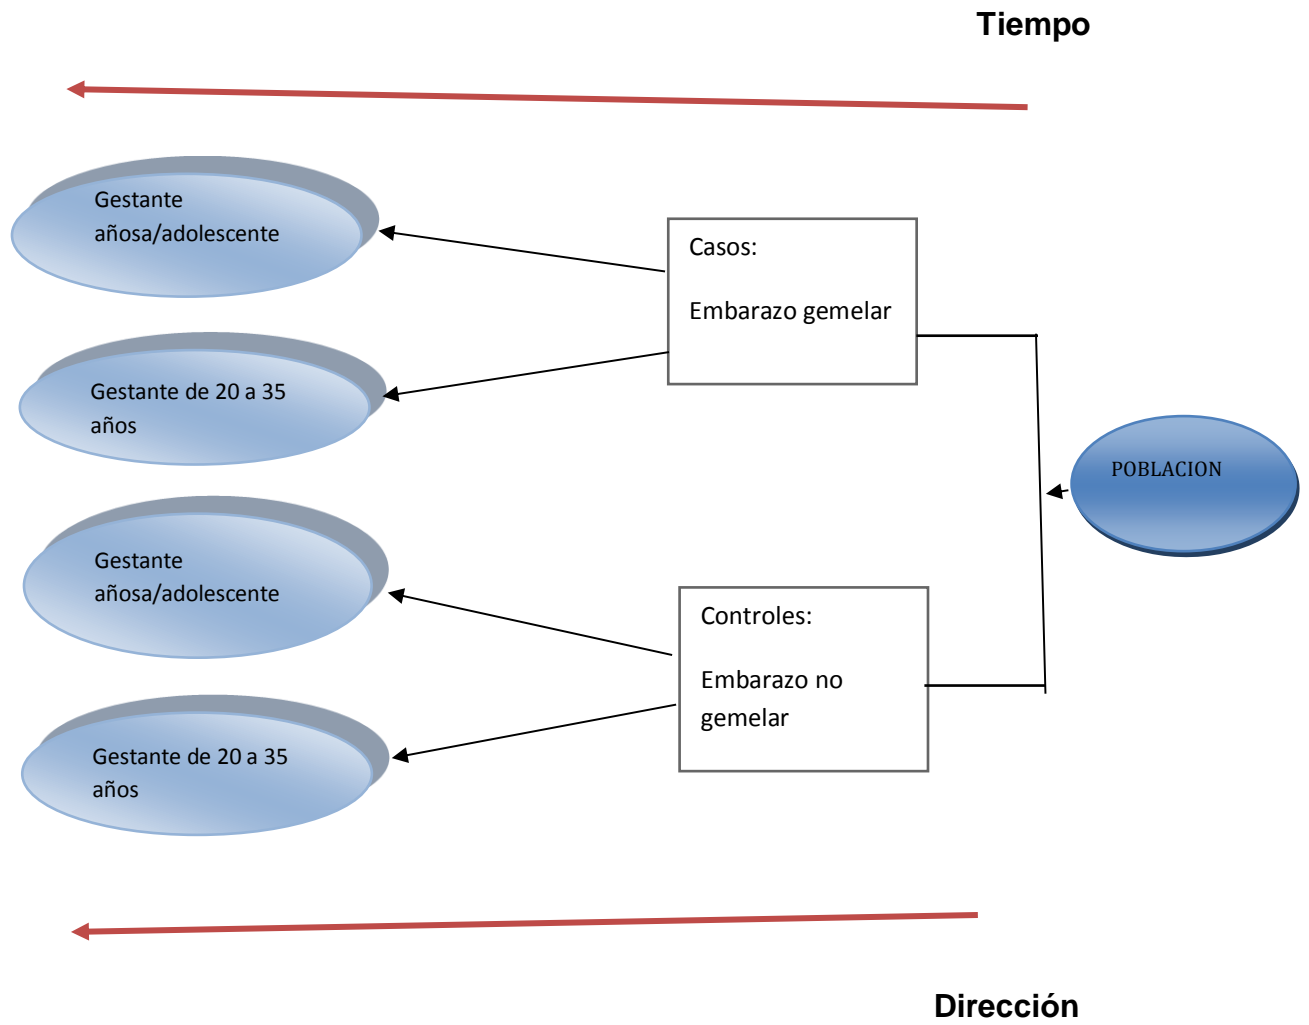 Tiempo
Gestante
añosa/adolescente
Casos:
Embarazo gemelar
Gestante de 20 a 35
años
POBLACION
Gestante
añosa/adolescente
Controles:
Embarazo no
gemelar
Gestante de 20 a 35
años
Dirección